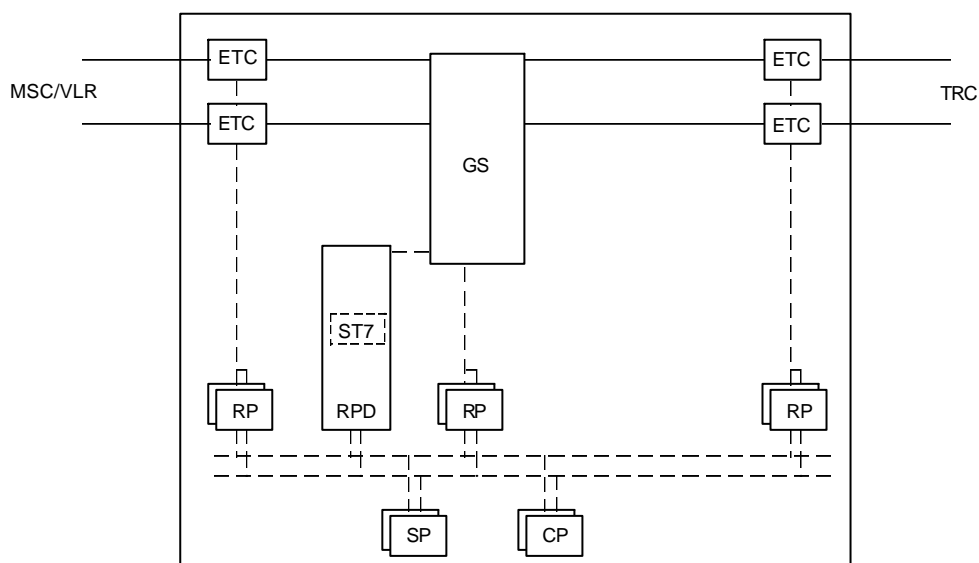 ETC
ETC
MSC/VLR
TRC
ETC
ETC
GS
ST7
RP
RPD
RP
RP
SP
CP